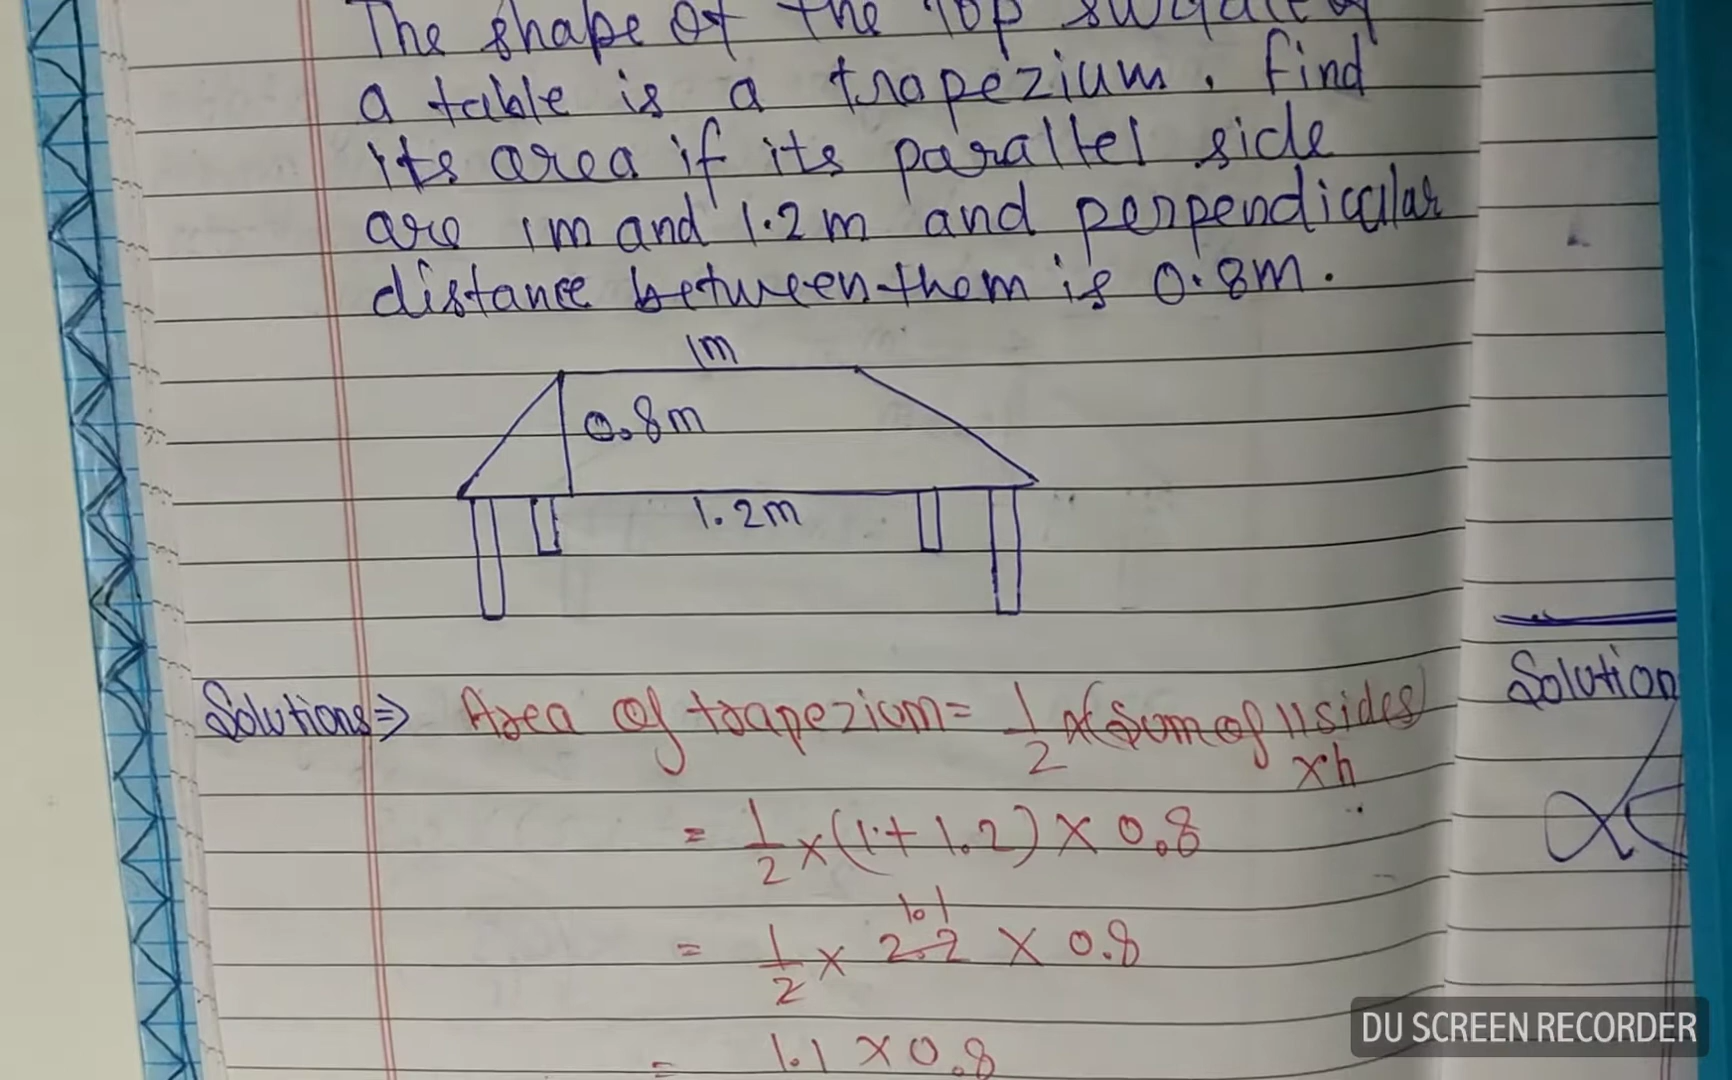 The shape of the top surface of
a table is a trapezium. Find
its area if its parallel side
are 1m and 1.2m and perpendicular
distance between them is 0.8m.
1m
0.8m
1.2m
Solutions⇒ Area of trapezium= 1/2 x(sum of 11 sides)
xh
= 1/2 x (1+1.2) x 0.8
1.1
= 1/2 x 2.2 x 0.8
= 1.1 x 0.8
Solution
DU SCREEN RECORDER